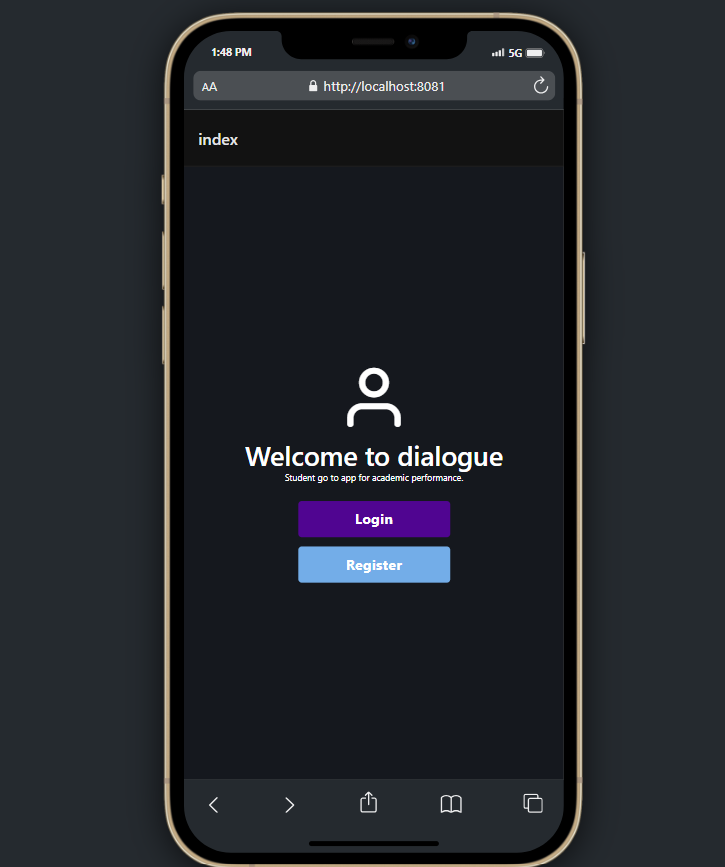 1:48 PM 5G
AA http://localhost:8081
index
Welcome to dialogue
Student go to app for academic performance.
Login
Register